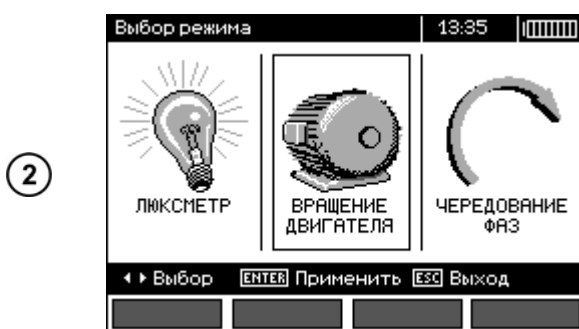 Выбор режима 13:35
2
ЛЮКСМЕТР
ВРАЩЕНИЕ
ДВИГАТЕЛЯ
ЧЕРЕДОВАНИЕ
ФАЗ
Выбор ENTER Применить ESC Выход